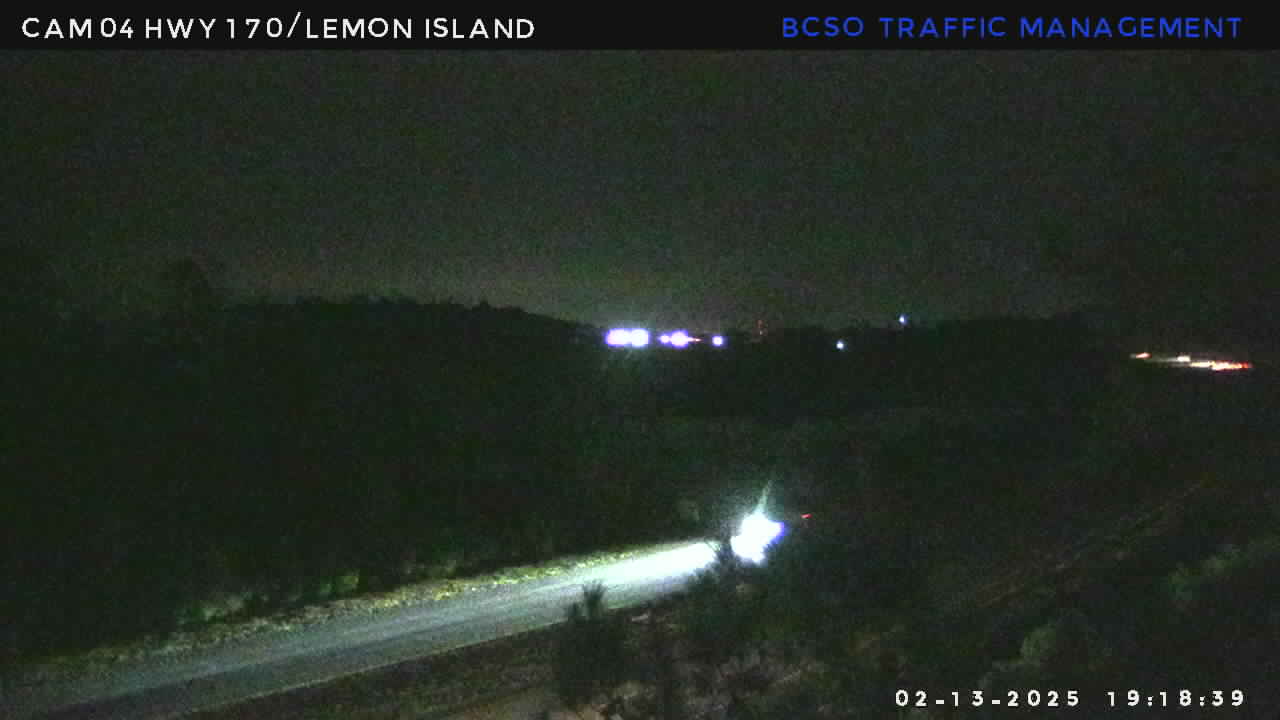 CAM04 HWY 170/LEMON ISLAND
BCSO TRAFFIC MANAGEMENT
02-13-2025 19:18:39